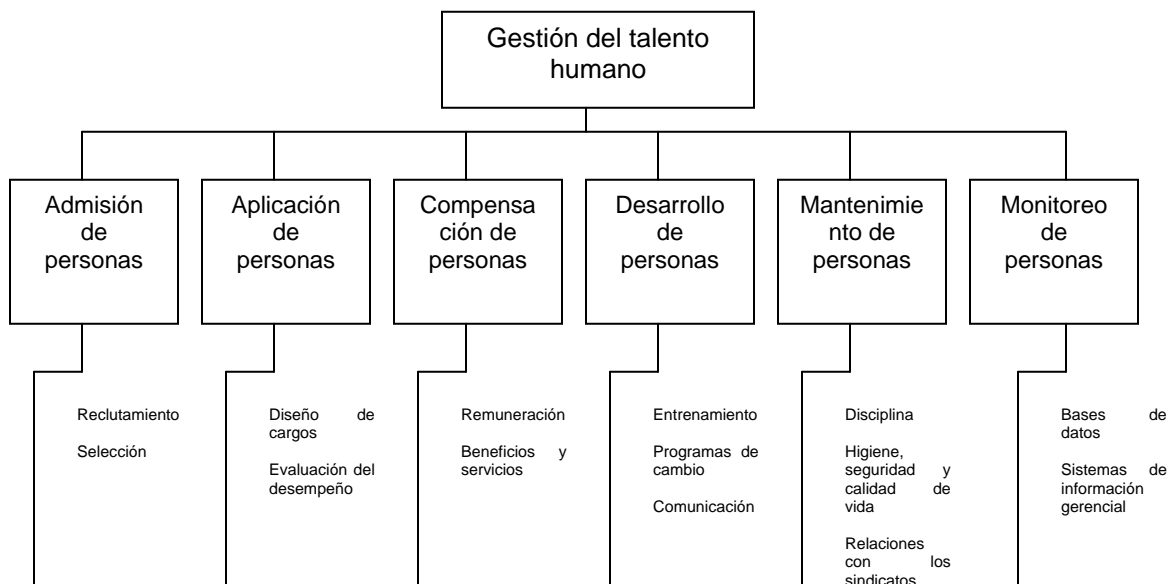 Gestión del talento
humano
Admisión
de
personas
Aplicación
de
personas
Compensa
ción de
personas
Desarrollo
de
personas
Mantenimie
nto de
personas
Monitoreo
de
personas
Reclutamiento
Selección
Diseño de
cargos
Evaluación del
desempeño
Remuneración
Beneficios y
servicios
Entrenamiento
Programas de
cambio
Comunicación
Disciplina
Higiene,
seguridad y
calidad de
vida
Relaciones
con los
sindicatos
Bases de
datos
Sistemas de
información
gerencial